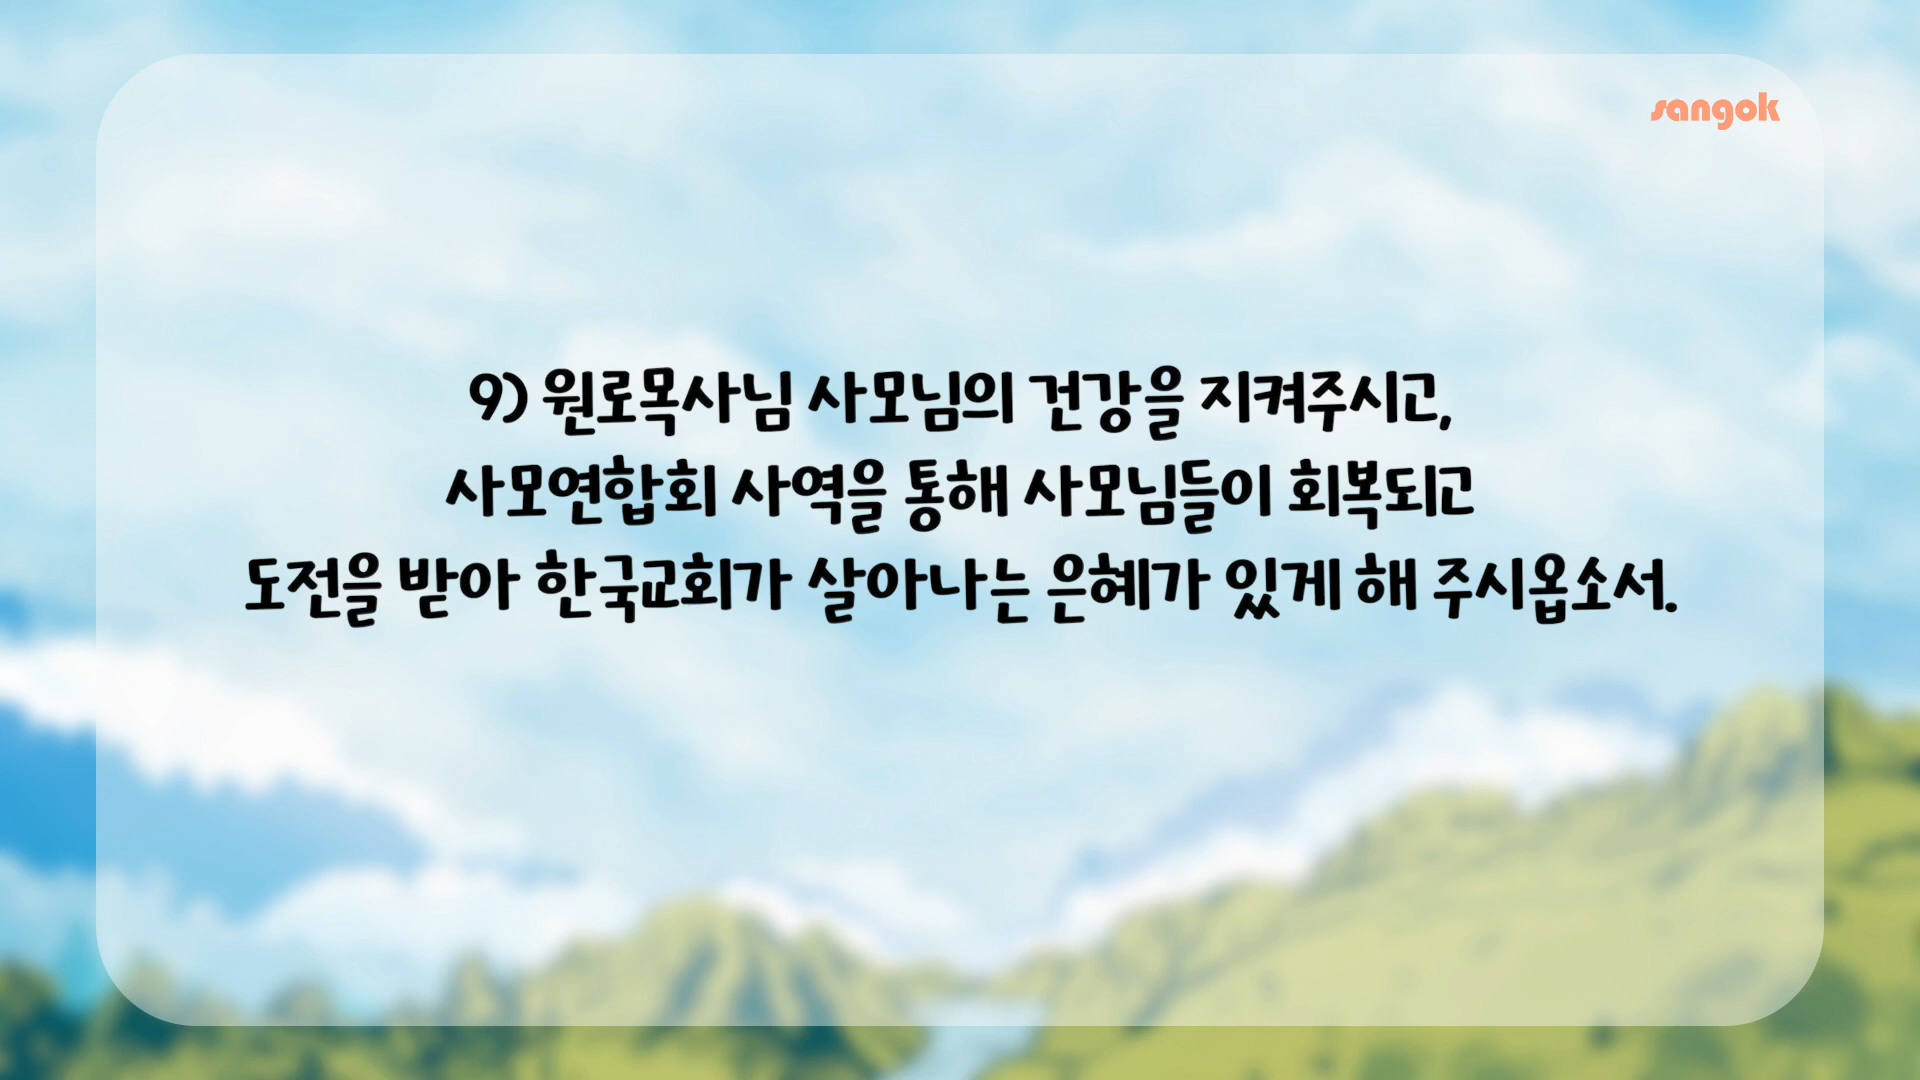 sangok
9) 원로목사님 사모님의 건강을 지켜주시고,
사모연합회 사역을 통해 사모님들이 회복되고
도전을 받아 한국교회가 살아나는 은혜가 있게 해 주시옵소서.